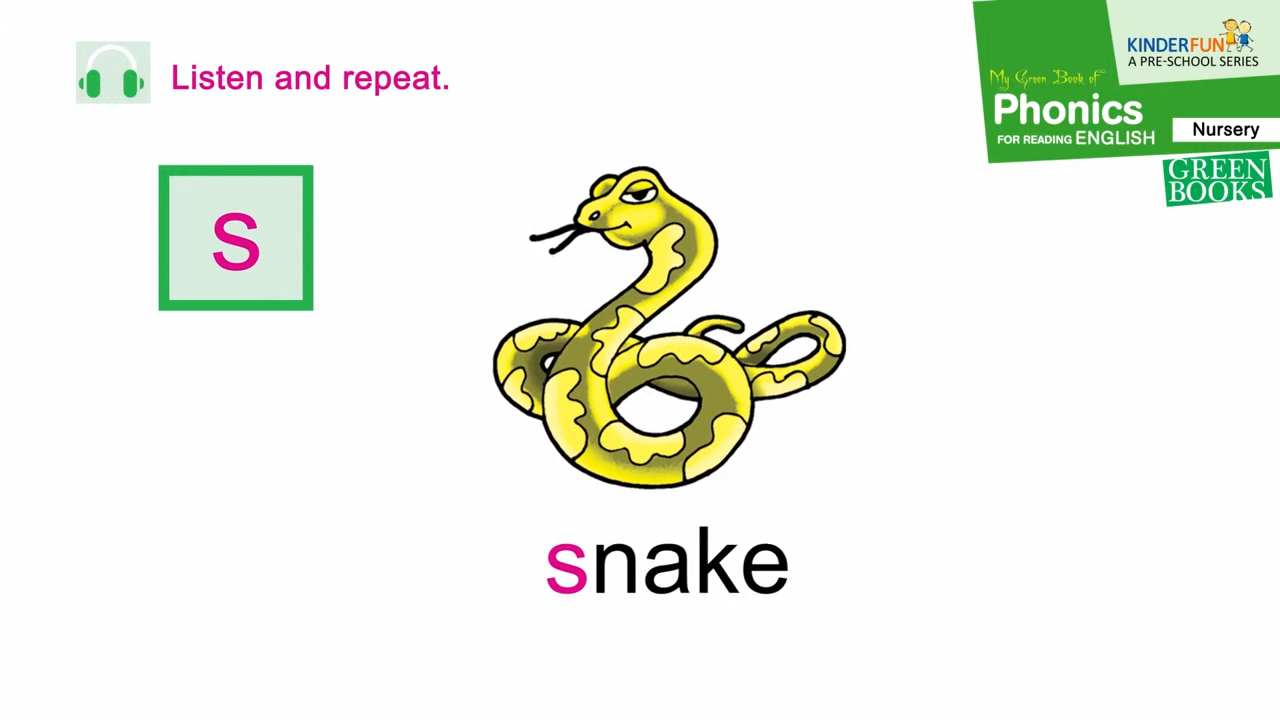 Listen and repeat.
KINDERFUN
A PRE-SCHOOL SERIES
My Green Book of
Phonics
FOR READING ENGLISH
Nursery
GREEN
BOOKS
s
snake